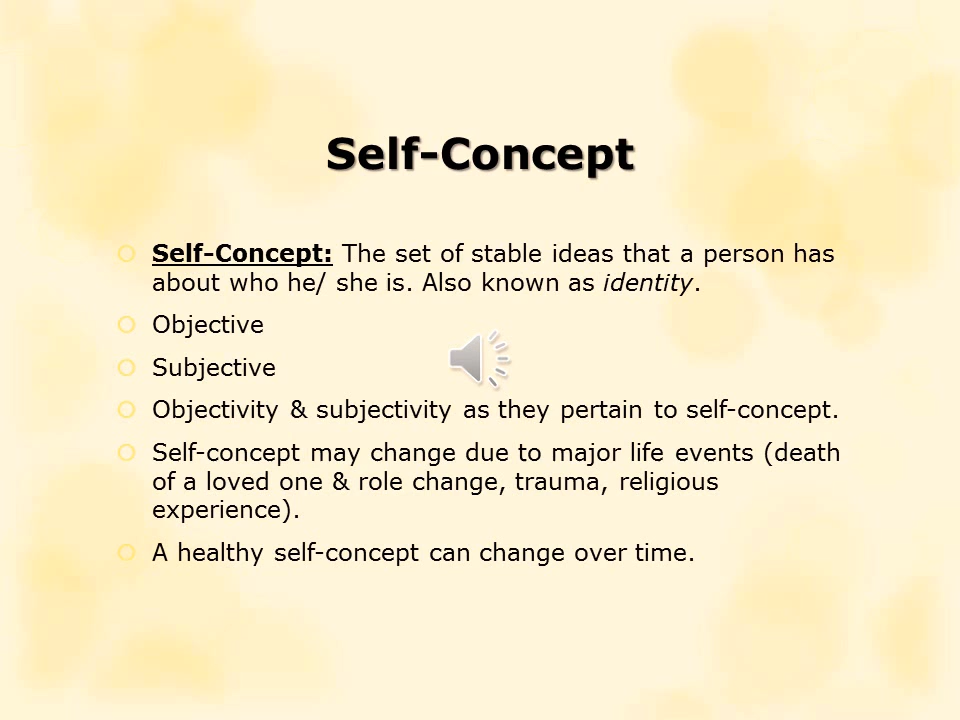 Self-Concept
Self-Concept: The set of stable ideas that a person has
about who he/ she is. Also known as identity.
Objective
Subjective
Objectivity & subjectivity as they pertain to self-concept.
Self-concept may change due to major life events (death
of a loved one & role change, trauma, religious
experience).
A healthy self-concept can change over time.